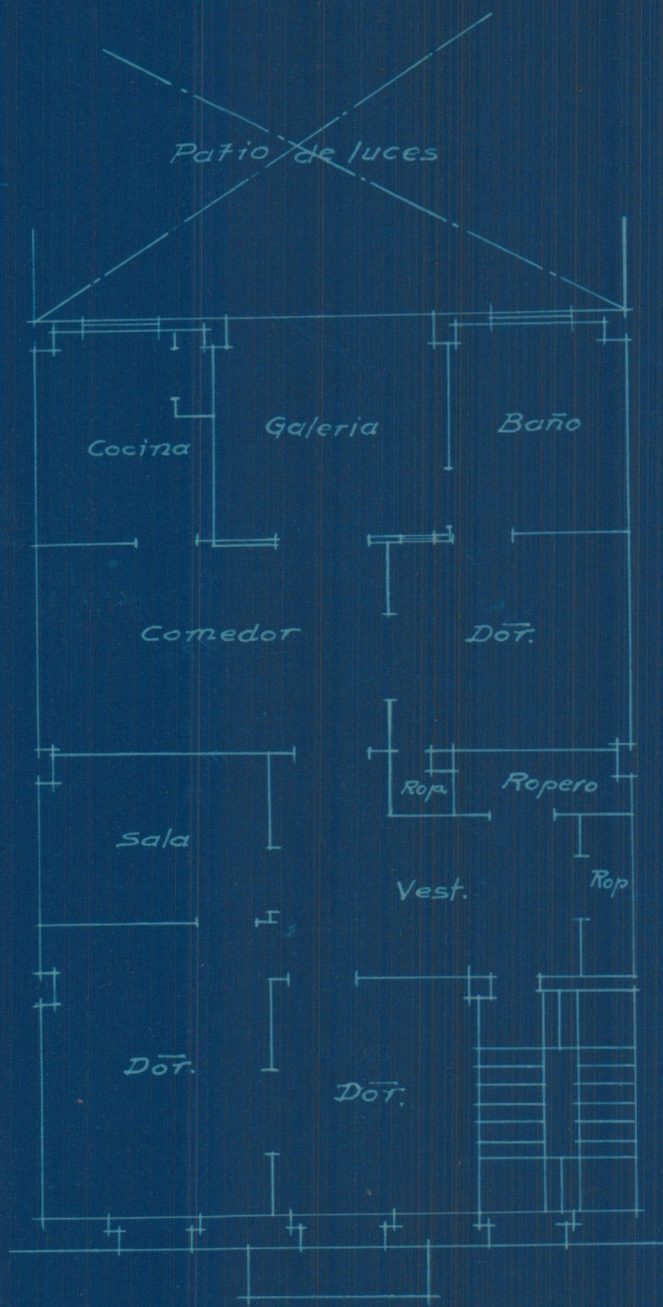 Patio de luces
Cocina
Galeria
Baño
Comedor
Dor.
Rop.
Ropero
Sala
Vest.
Rop
Dor.
Dor.